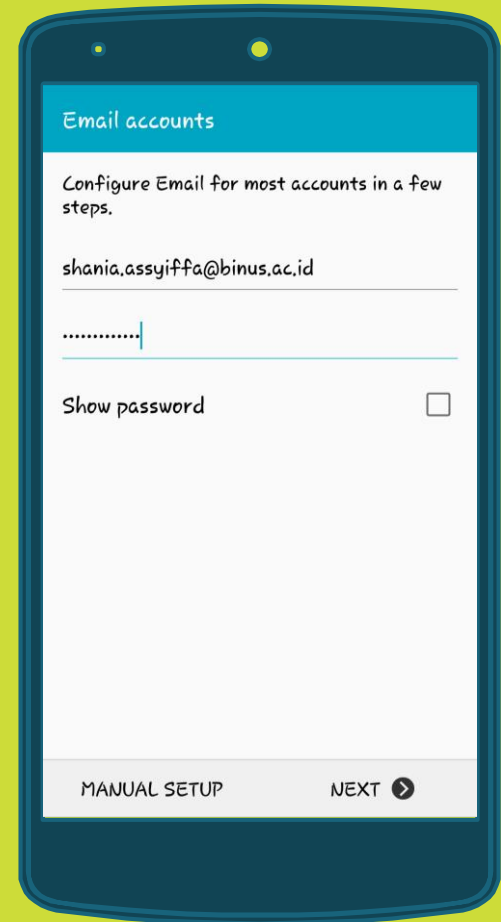 Email accounts
Configure Email for most accounts in a few
steps.
shania.assyiffa@binus.ac.id
.............
Show password
MANUAL SETUP
NEXT